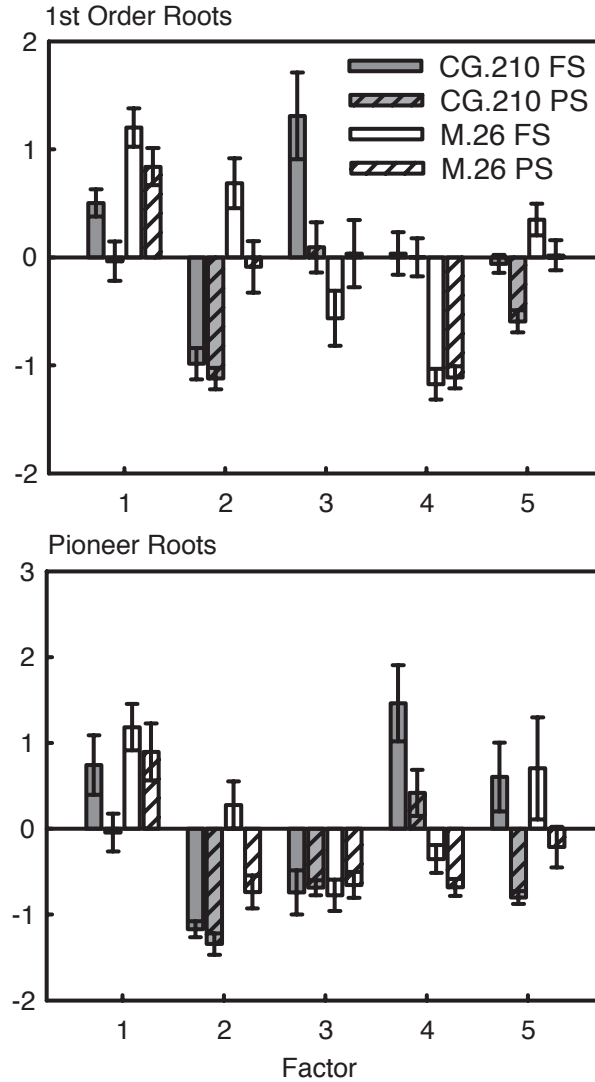 1st Order Roots
2
CG.210 FS
CG.210 PS
1
M.26 FS
M.26 PS
0
-1
-2
1 2 3 4 5
Pioneer Roots
3
2
1
0
-1
-2
1 2 3 4 5
Factor